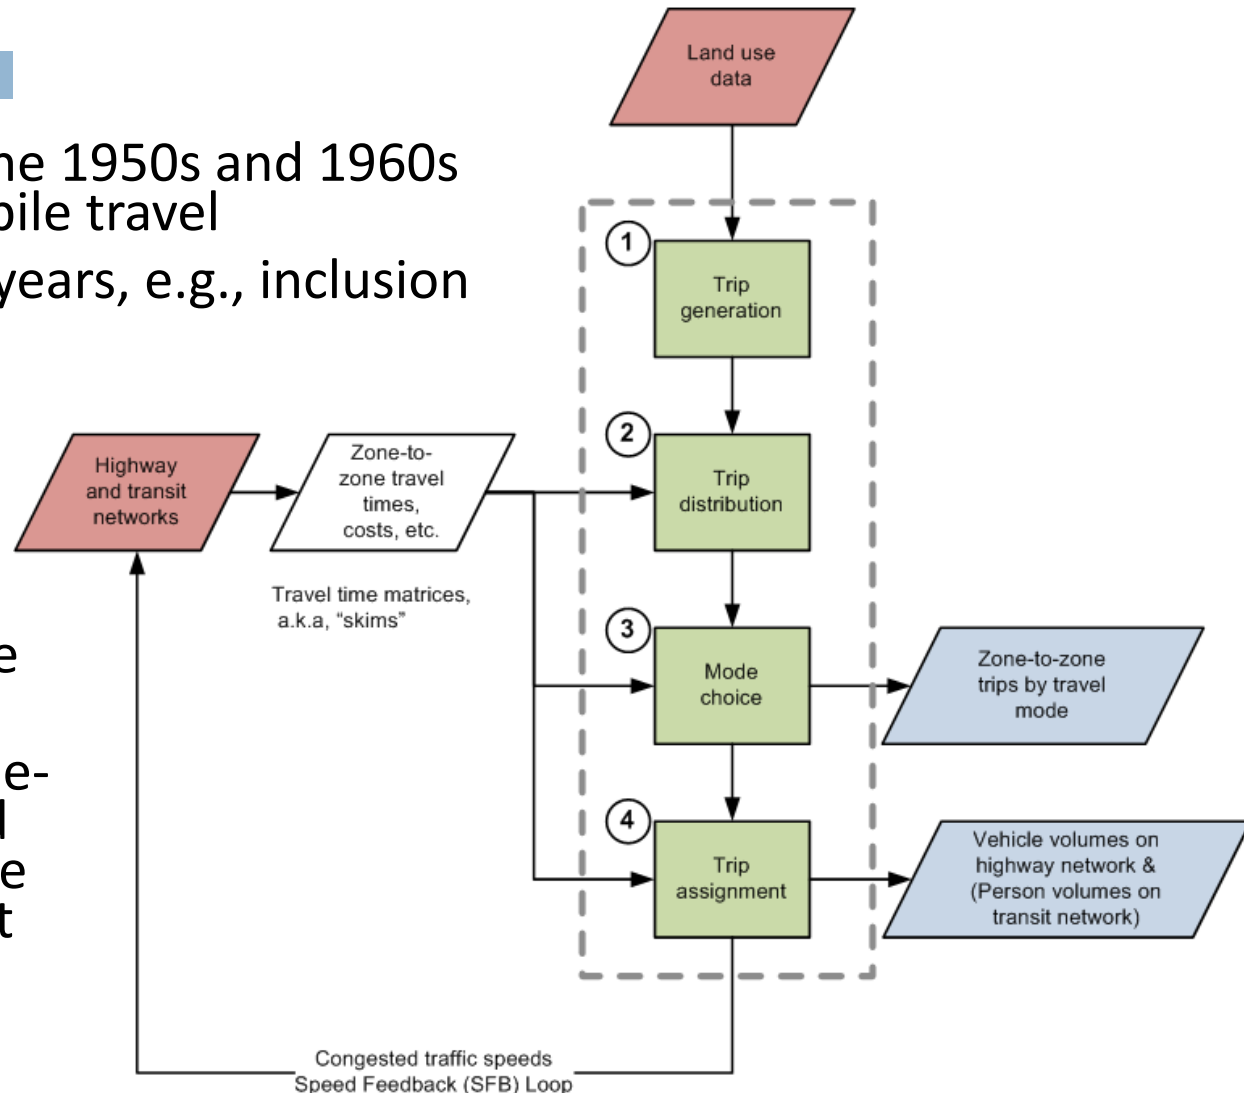 ne 1950s and 1960s
bile travel
years, e.g., inclusion
e
e-
d
e
t
Land use
data
1
Trip
generation
2
Trip
distribution
Highway
and transit
networks
Zone-to-
zone travel
times,
costs, etc.
Travel time matrices,
a.k.a, “skims”
3
Mode
choice
Zone-to-zone
trips by travel
mode
4
Trip
assignment
Vehicle volumes on
highway network &
(Person volumes on
transit network)
Congested traffic speeds
Speed Feedback (SFB) Loop